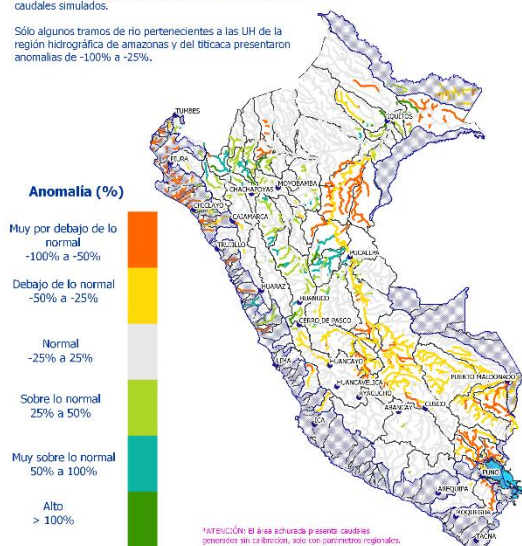 caudales simulados.
Sólo algunos tramos de rio pertenecientes a las UH de la
región hidrográfica de amazonas y del titicaca presentaron
anomalias de -100% a -25%.
TUMBES
IQUITOS
PIURA
Anomalía (%)
MOYOBAMBA
CHACHAPOYAS
CHICLAYO
CAJAMARCA
Muy por debajo de lo
normal
-100% a -50%
TRUJILLO
PUCALLPA
Debajo de lo normal
-50% a -25%
HUARAZ
HUANUCO
CERRO DE PASCO
Normal
-25% a 25%
LIMA
HUANCAYO
PUERTO MALDONADO
HUANCAVELICA
AYACUCHO
CUSCO
ABANCAY
Sobre lo normal
25% a 50%
ICA
Muy sobre lo normal
50% a 100%
PUNO
AREQUIPA
Alto
> 100%
MOQUEGUA
*ATENCIÓN: El área achurada presenta caudales
generados sin calibración, solo con parámetros regionales.
TACNA